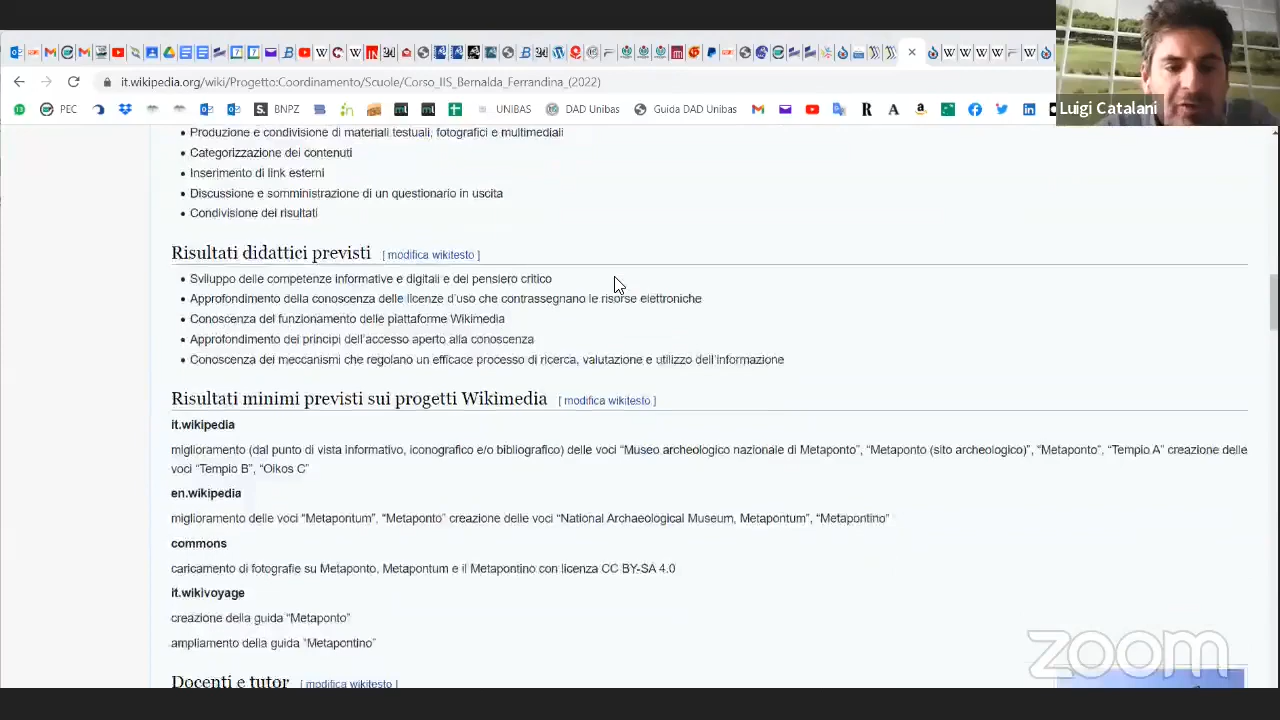 it.wikipedia.org/wiki/Progetto:Coordinamento/Scuole/Corso_IIS_Bernalda_Ferrandina_(2022)
PEC
BNPZ
UNIBAS
DAD Unibas
Guida DAD Unibas
Luigi Catalani
Produzione e condivisione di materiali testuali, fotografici e multimediali
Categorizzazione dei contenuti
Inserimento di link esterni
Discussione e somministrazione di un questionario in uscita
Condivisione dei risultati
Risultati didattici previsti [ modifica wikitesto ]
Sviluppo delle competenze informative e digitali e del pensiero critico
Approfondimento della conoscenza delle licenze d'uso che contrassegnano le risorse elettroniche
Conoscenza del funzionamento delle piattaforme Wikimedia
Approfondimento dei principi dell'accesso aperto alla conoscenza
Conoscenza dei meccanismi che regolano un efficace processo di ricerca, valutazione e utilizzo dell'informazione
Risultati minimi previsti sui progetti Wikimedia [ modifica wikitesto ]
it.wikipedia
miglioramento (dal punto di vista informativo, iconografico e/o bibliografico) delle voci “Museo archeologico nazionale di Metaponto”, “Metaponto (sito archeologico)”, “Metaponto”, “Tempio A” creazione delle
voci “Tempio B”, “Oikos C”
en.wikipedia
miglioramento delle voci “Metapontum”, “Metaponto” creazione delle voci “National Archaeological Museum, Metapontum”, “Metapontino”
commons
caricamento di fotografie su Metaponto, Metapontum e il Metapontino con licenza CC BY-SA 4.0
it.wikivoyage
creazione della guida “Metaponto”
ampliamento della guida “Metapontino”
Docenti e tutor [ modifica wikitesto ]
zoom